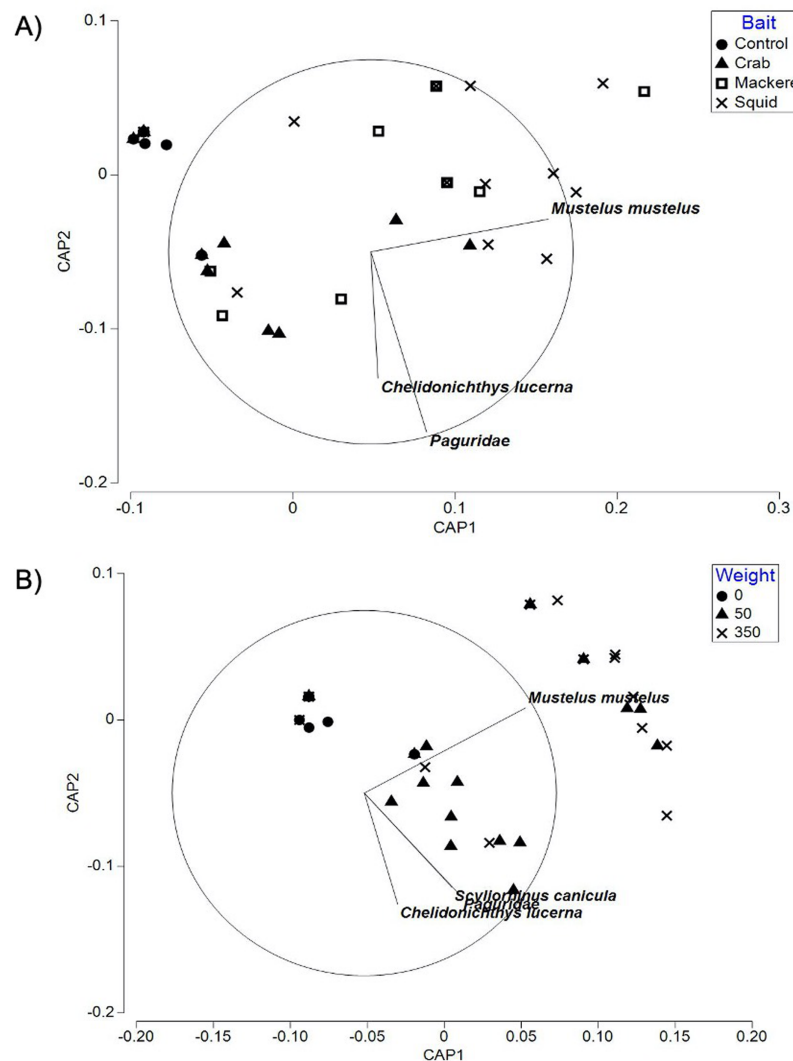 A)
Bait
Control
Crab
Mackere
Squid
0.1
0
-0.1
-0.2
CAP2
Mustelus mustelus
Chelidonichthys lucerna
Paguridae
-0.1
0
0.1
0.2
0.3
CAP1
B)
Weight
0
50
350
0.1
0
-0.1
-0.2
CAP2
Mustelus mustelus
Scyliorhinus canicula
Paguridae
Chelidonichthys lucerna
-0.20
-0.15
-0.10
-0.05
0
0.05
0.10
0.15
0.20
CAP1